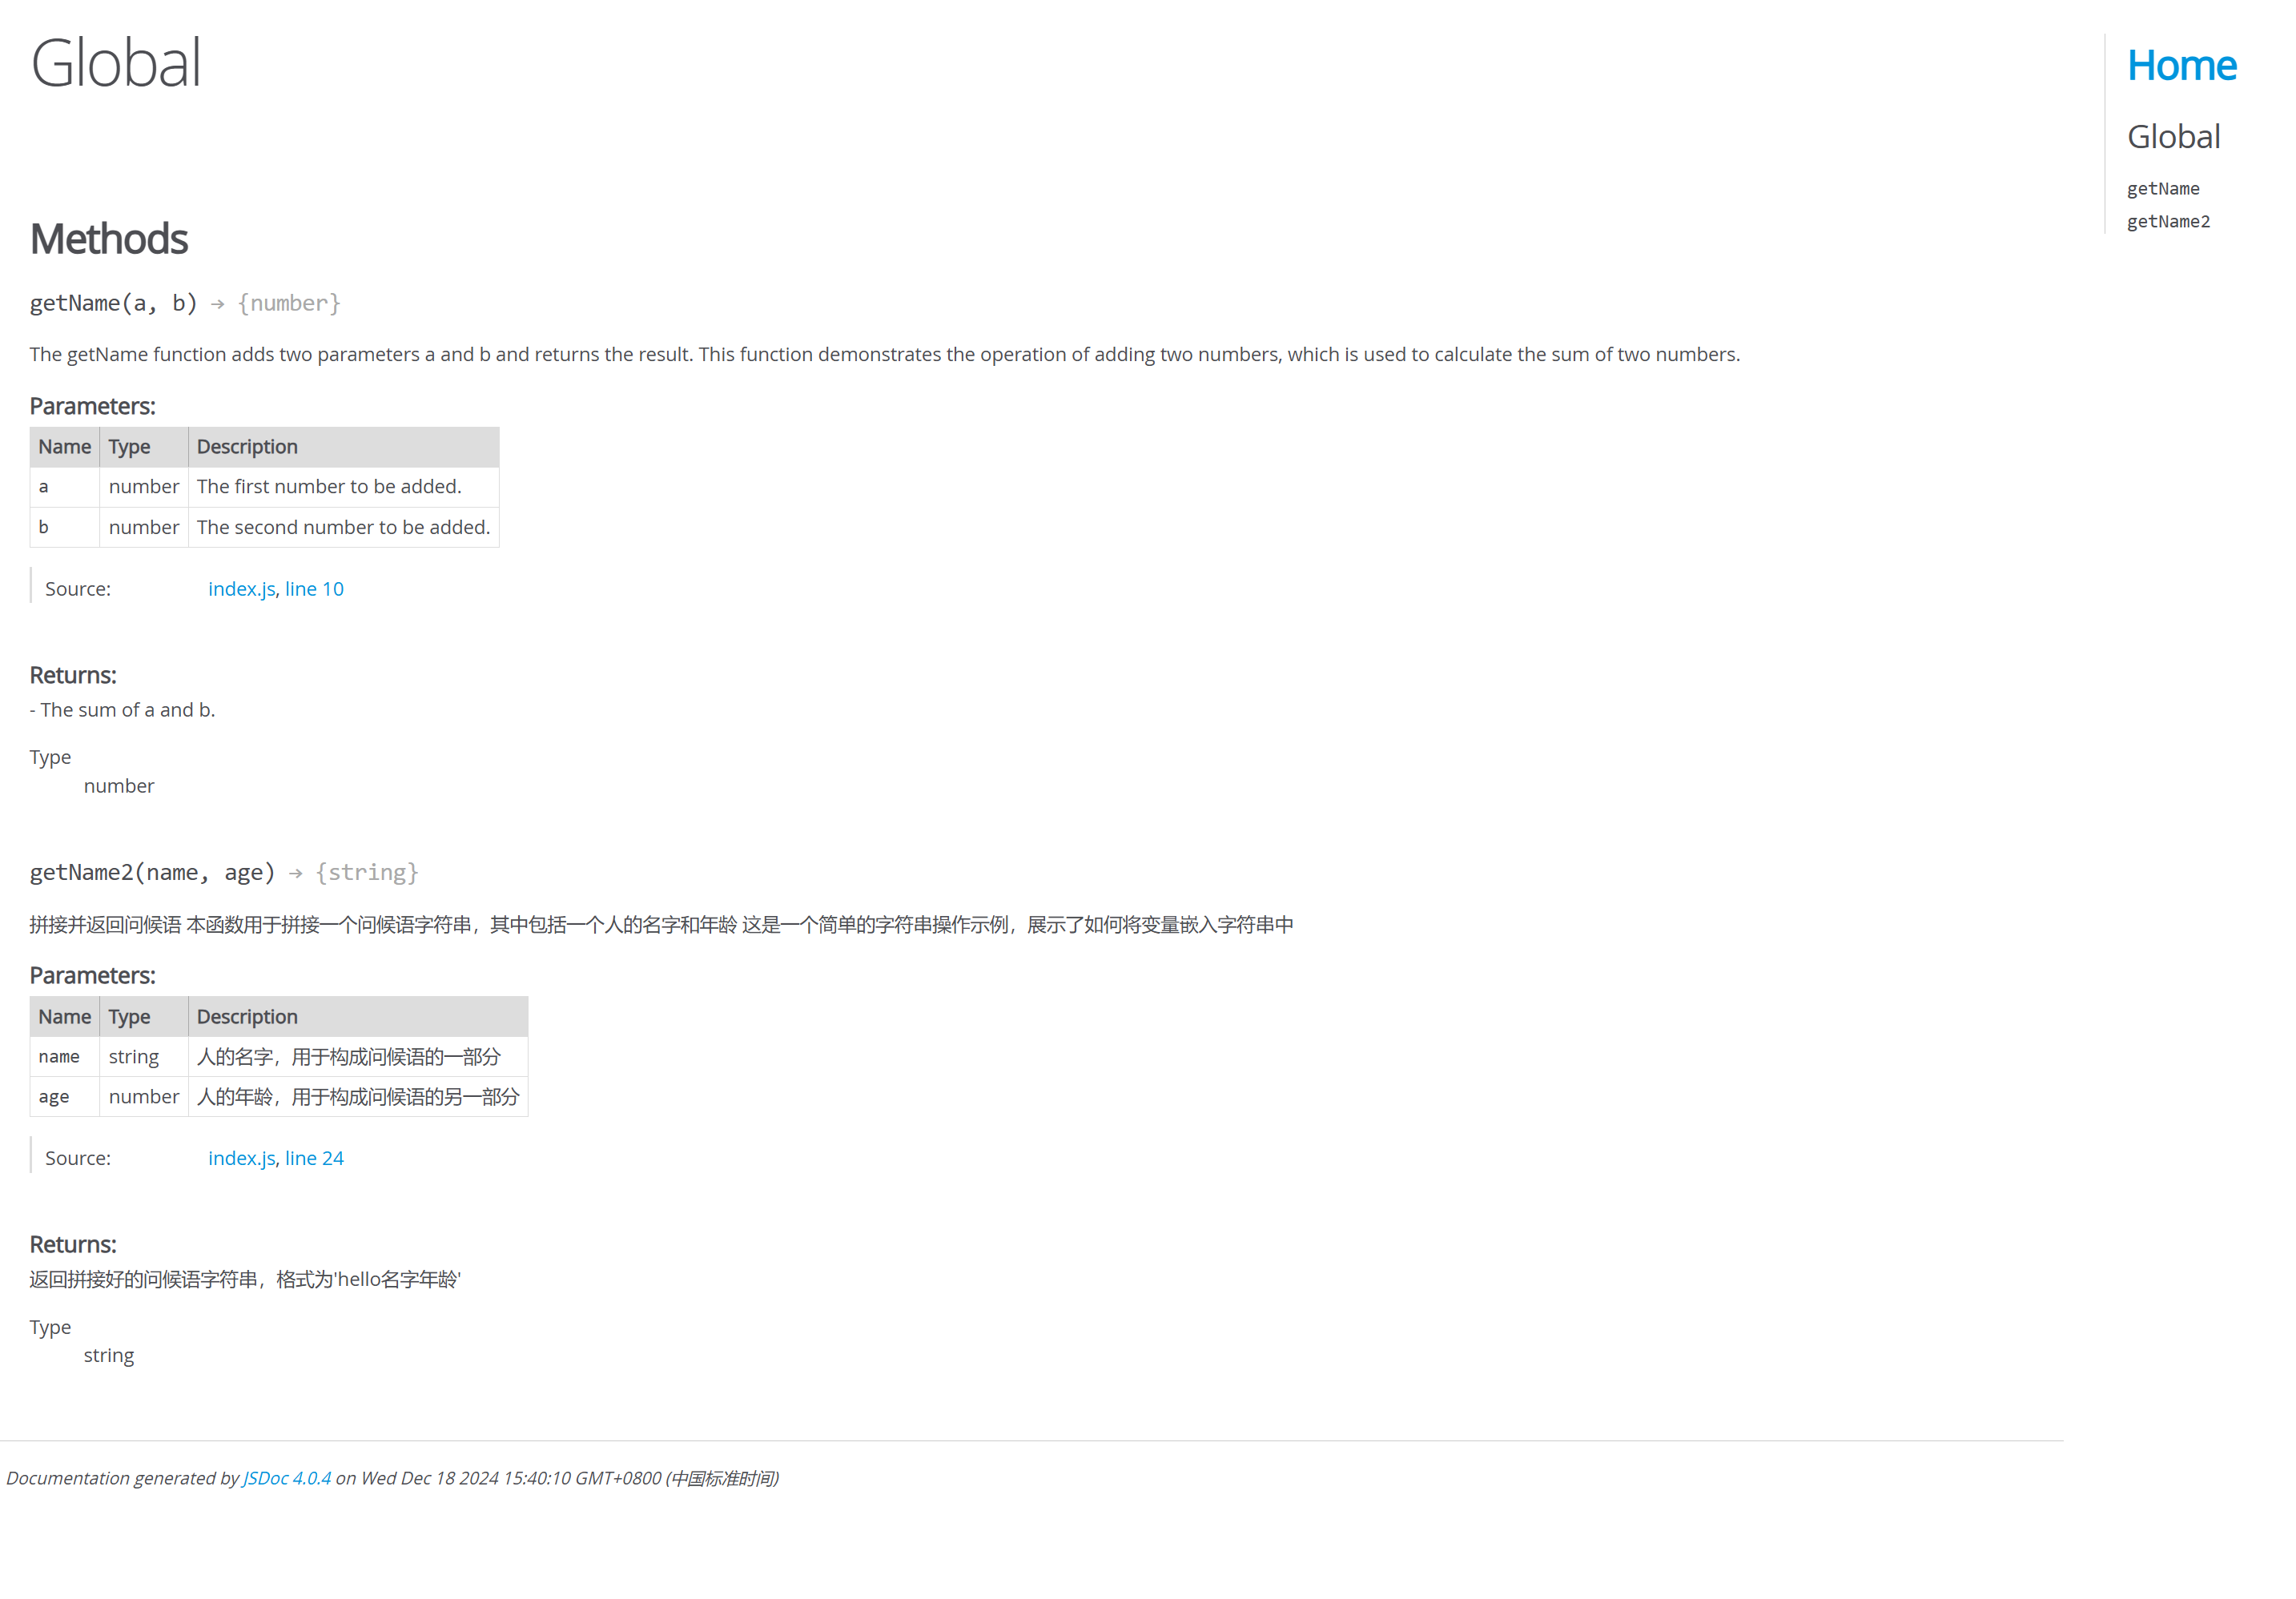 Global
Methods
getName(a, b) → {number}
The getName function adds two parameters a and b and returns the result. This function demonstrates the operation of adding two numbers, which is used to calculate the sum of two numbers.
Parameters:
Name Type Description
a number The first number to be added.
b number The second number to be added.
Source: index.js, line 10
Returns:
- The sum of a and b.
Type
number
getName2(name, age) → {string}
拼接并返回问候语 本函数用于拼接一个问候语字符串，其中包括一个人的名字和年龄 这是一个简单的字符串操作示例，展示了如何将变量嵌入字符串中
Parameters:
Name Type Description
name string 人的名字，用于构成问候语的一部分
age number 人的年龄，用于构成问候语的另一部分
Source: index.js, line 24
Returns:
返回拼接好的问候语字符串，格式为'hello名字年龄'
Type
string
Home
Global
getName
getName2
Documentation generated by JSDoc 4.0.4 on Wed Dec 18 2024 15:40:10 GMT+0800 (中国标准时间)